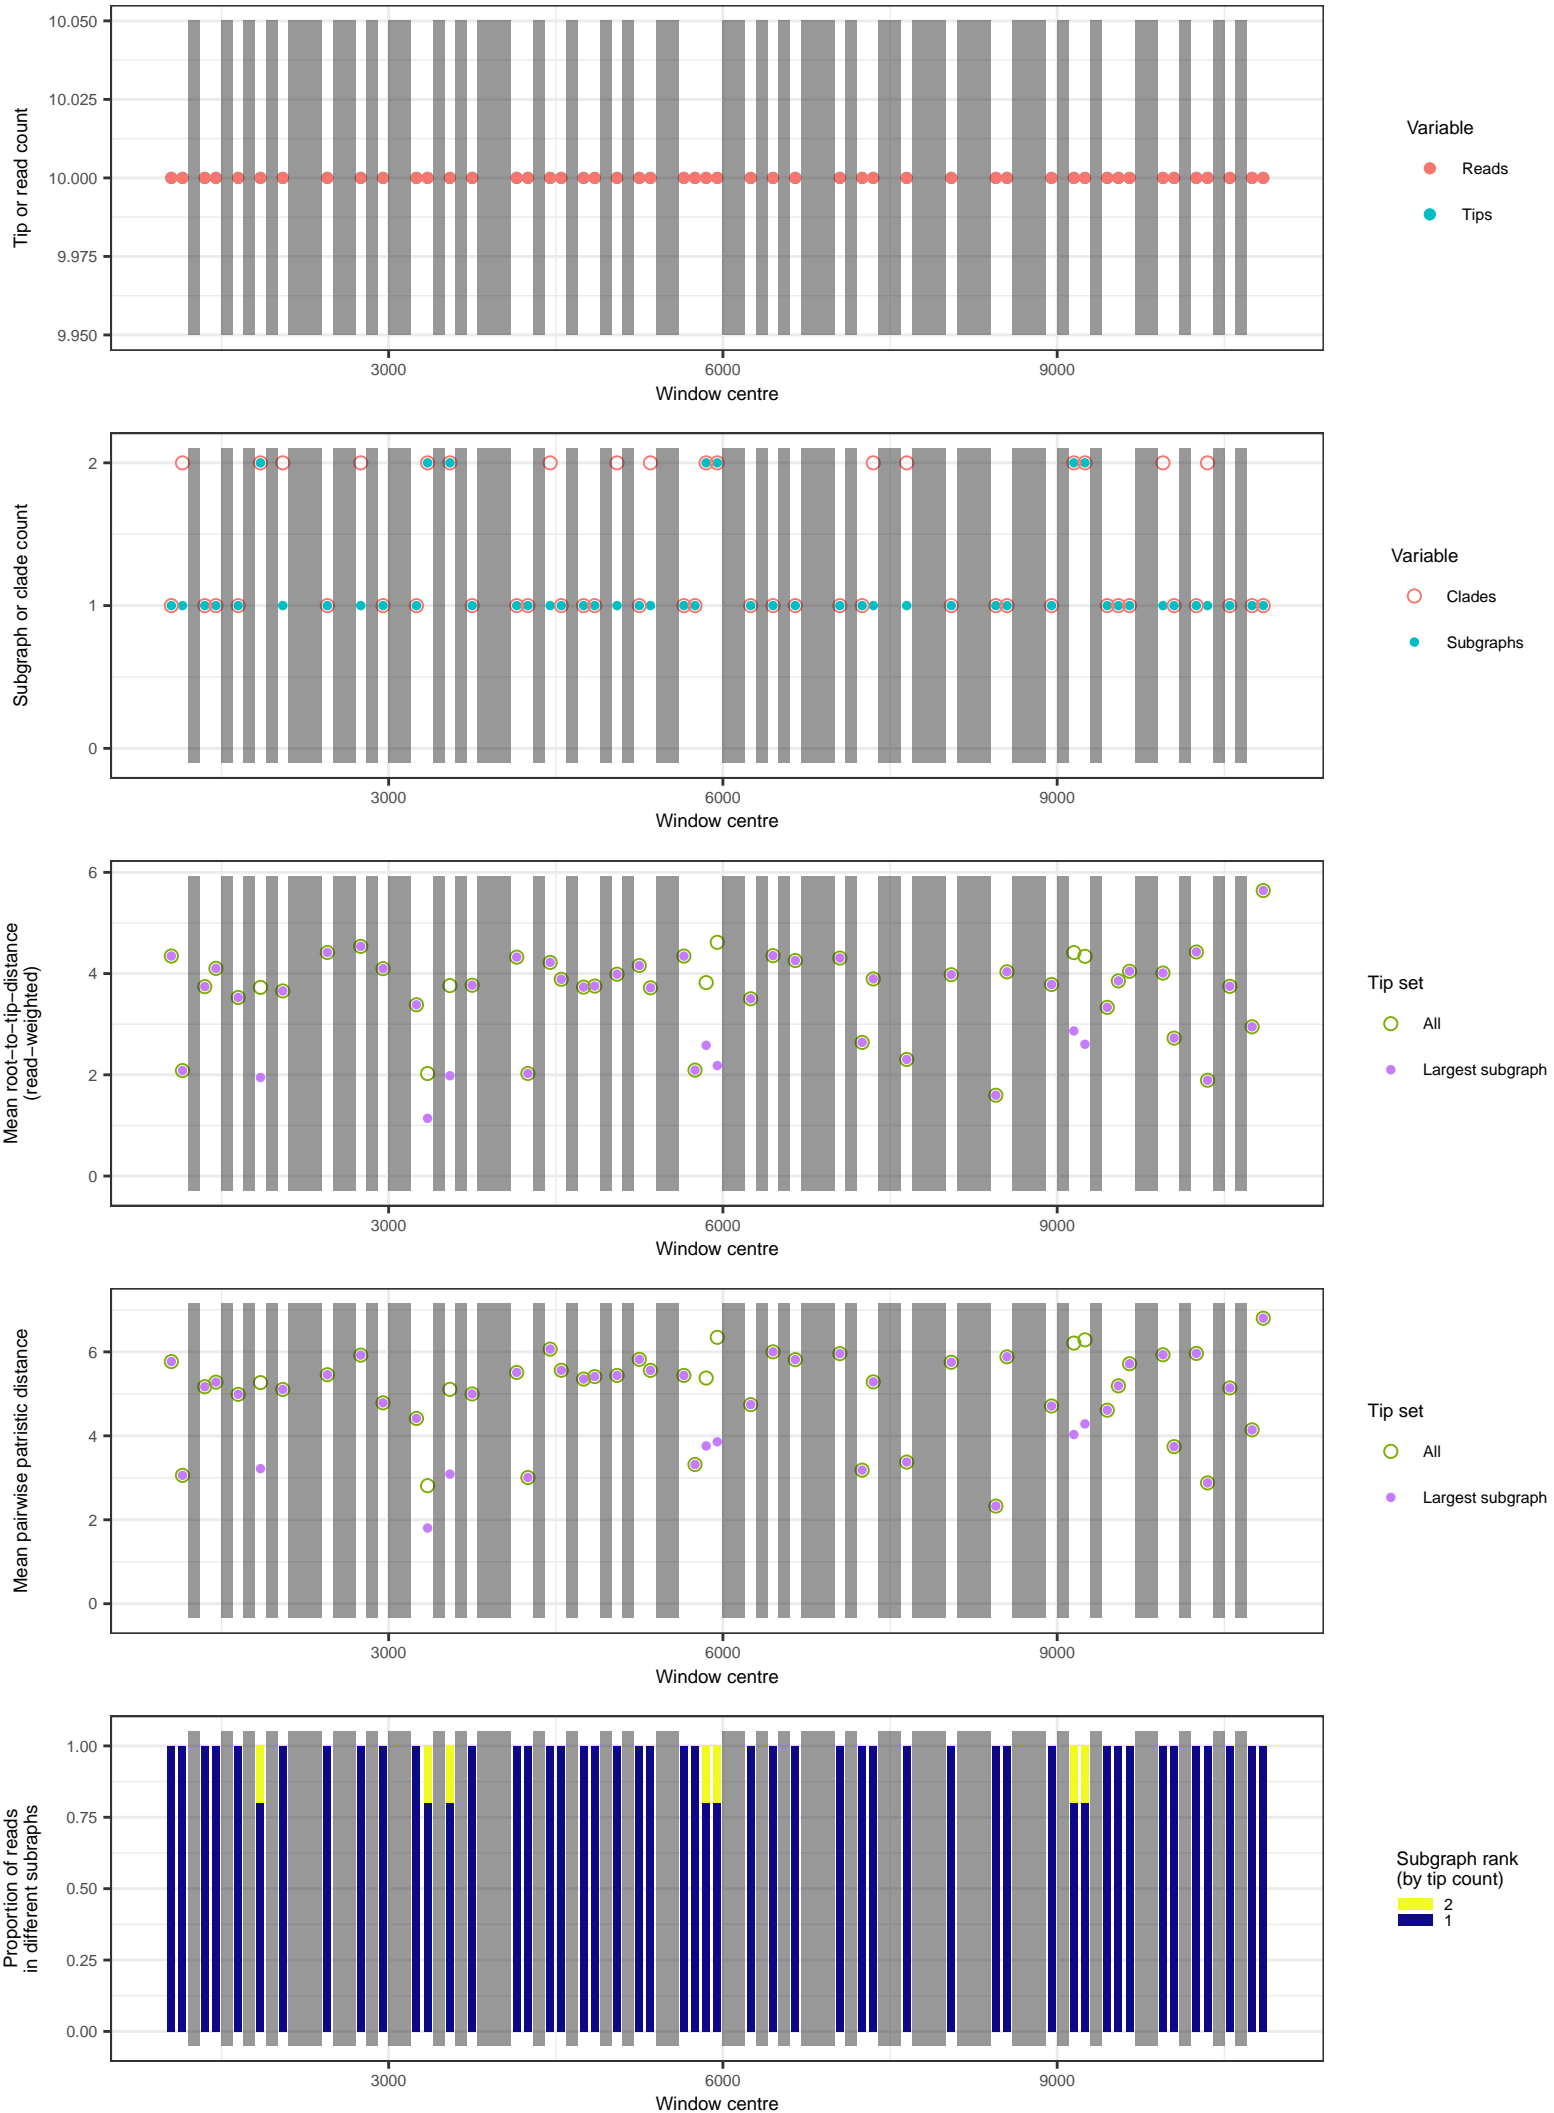 Tip or read count
10.050
10.025
10.000
9.975
9.950
3000
6000
9000
Window centre
Variable
Reads
Tips
Subgraph or clade count
2
1
0
3000
6000
9000
Window centre
Variable
Clades
Subgraphs
Mean root−to−tip−distance
(read−weighted)
6
4
2
0
3000
6000
9000
Window centre
Tip set
All
Largest subgraph
Mean pairwise patristic distance
6
4
2
0
3000
6000
9000
Window centre
Tip set
All
Largest subgraph
Proportion of reads
in different subraphs
1.00
0.75
0.50
0.25
0.00
3000
6000
9000
Window centre
Subgraph rank
(by tip count)
2
1